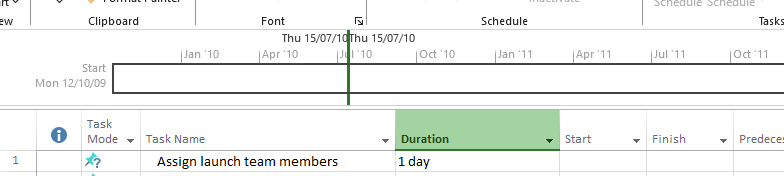 Format Painter
Inactivate
Schedule Schedule
ew
Clipboard
Font
Schedule
Tasks
Thu 15/07/10 Thu 15/07/10
Jan '10
Apr '10
Jul '10
Oct '10
Jan '11
Apr '11
Jul '11
Oct '11
Start
Mon 12/10/09
Task
Mode
Task Name
Duration
Start
Finish
Predeces
1
?
Assign launch team members
1 day